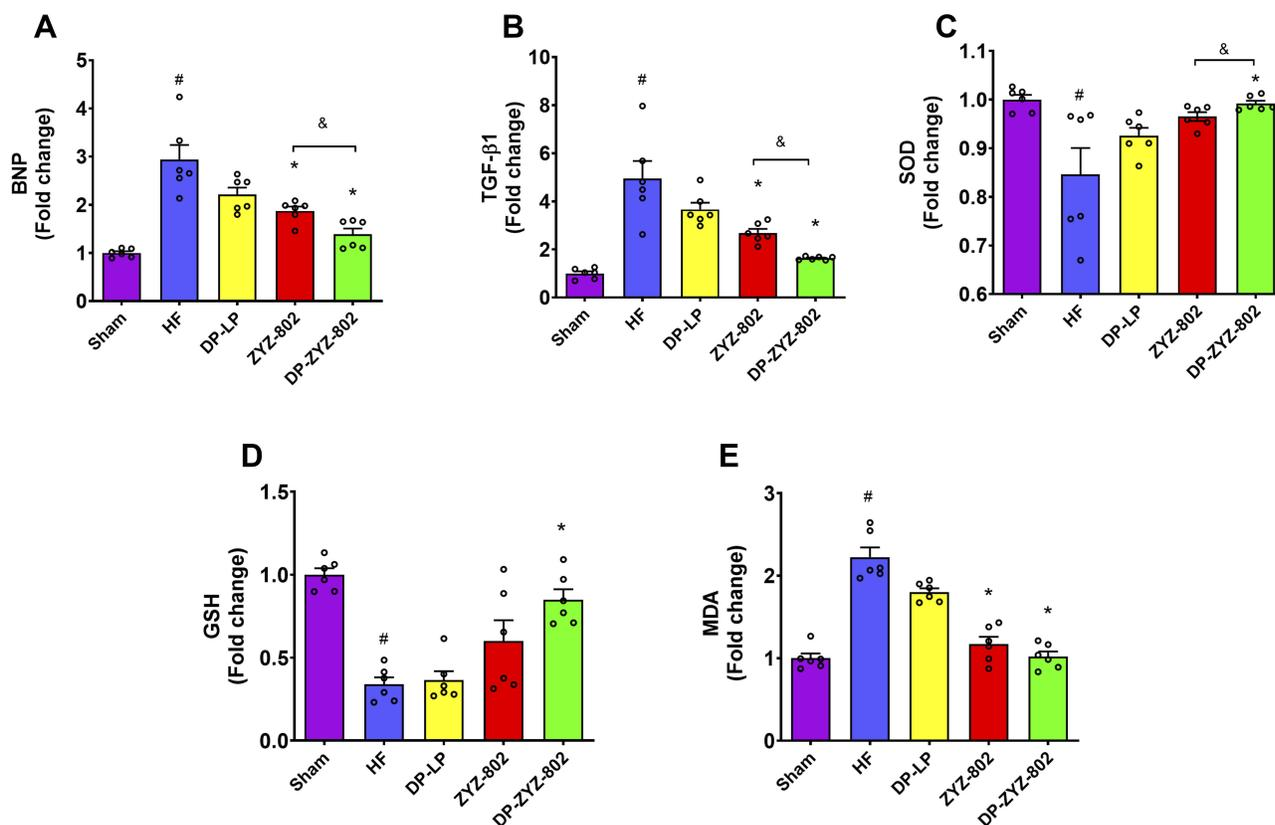 A
BNP
(Fold change)
5
4
3
2
1
0
#
*
&
*
Sham
HF
DP-LP
ZYZ-802
DP-ZYZ-802
B
TGF-β1
(Fold change)
10
8
6
4
2
0
#
*
&
*
Sham
HF
DP-LP
ZYZ-802
DP-ZYZ-802
C
SOD
(Fold change)
1.1
1.0
0.9
0.8
0.7
0.6
#
&
*
Sham
HF
DP-LP
ZYZ-802
DP-ZYZ-802
D
GSH
(Fold change)
1.5
1.0
0.5
0.0
#
*
Sham
HF
DP-LP
ZYZ-802
DP-ZYZ-802
E
MDA
(Fold change)
3
2
1
0
#
*
*
Sham
HF
DP-LP
ZYZ-802
DP-ZYZ-802